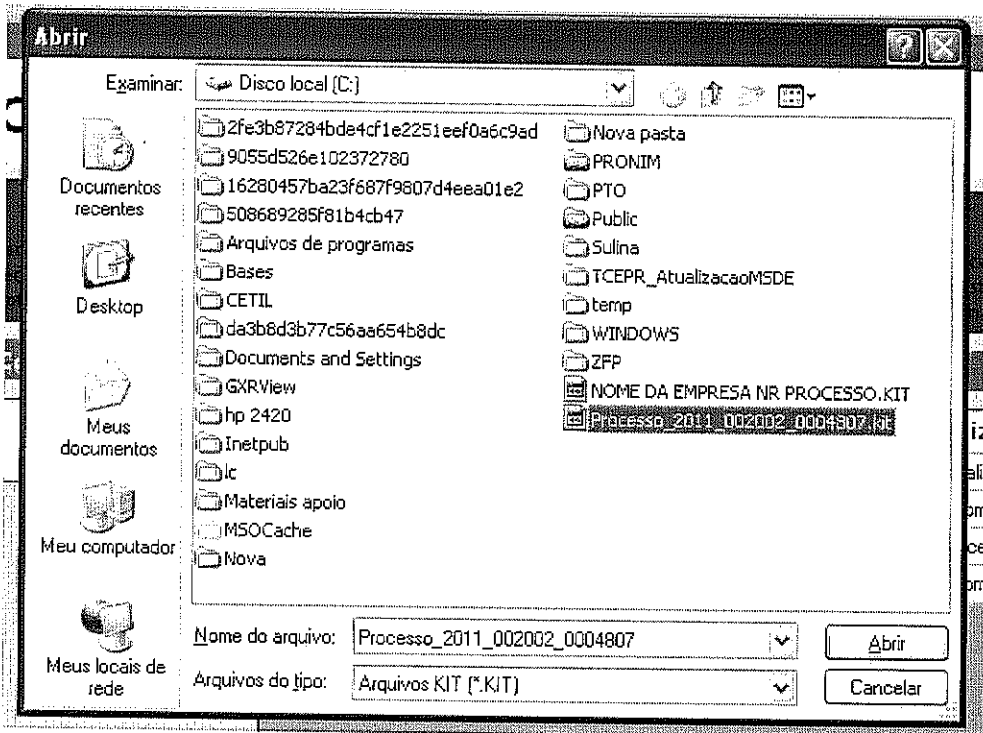 Abrir
Examinar:
Disco local (C:)
Documentos
recentes
Desktop
Meus
documentos
Meu computador
Meus locais de
rede
2fe3b87284bde4cf1e2251eef0a6c9ad
9055d526e102372780
16280457ba23f687f9807d4eea01e2
508689285f81b4cb47
Arquivos de programas
Bases
CETIL
da3b8d3b77c56aa654b8dc
Documents and Settings
GXRView
hp 2420
Inetpub
lc
Materiais apoio
MSOCache
Nova
Nova pasta
PRONIM
PTO
Public
Sulina
TCEPR_AtualizacaoMSDE
temp
WINDOWS
ZFP
NOME DA EMPRESA NR PROCESSO.KIT
Processo_2011_002002_0004807.kit
Nome do arquivo:
Processo_2011_002002_0004807
Abrir
Arquivos do tipo:
Arquivos KIT (*.KIT)
Cancelar